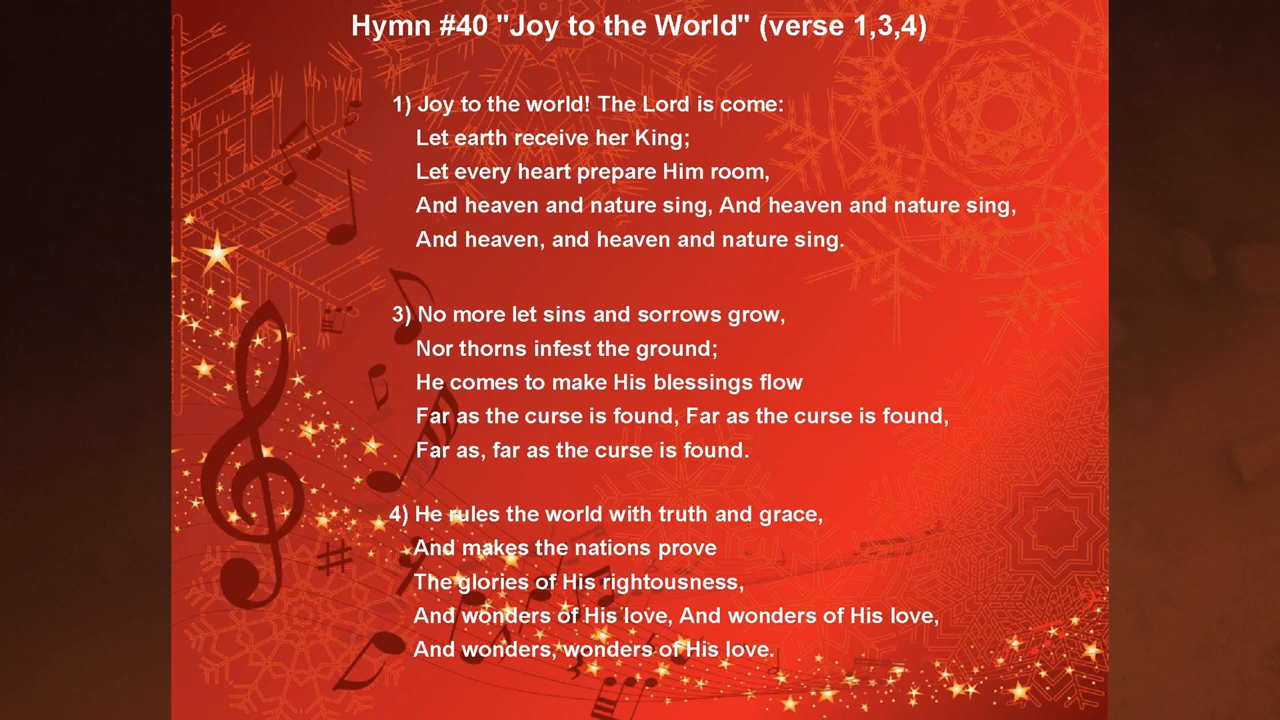 Hymn #40 "Joy to the World" (verse 1,3,4)
1) Joy to the world! The Lord is come:
Let earth receive her King;
Let every heart prepare Him room,
And heaven and nature sing, And heaven and nature sing,
And heaven, and heaven and nature sing.
3) No more let sins and sorrows grow,
Nor thorns infest the ground;
He comes to make His blessings flow
Far as the curse is found, Far as the curse is found,
Far as, far as the curse is found.
4) He rules the world with truth and grace,
And makes the nations prove
The glories of His rightousness,
And wonders of His love, And wonders of His love,
And wonders, wonders of His love.